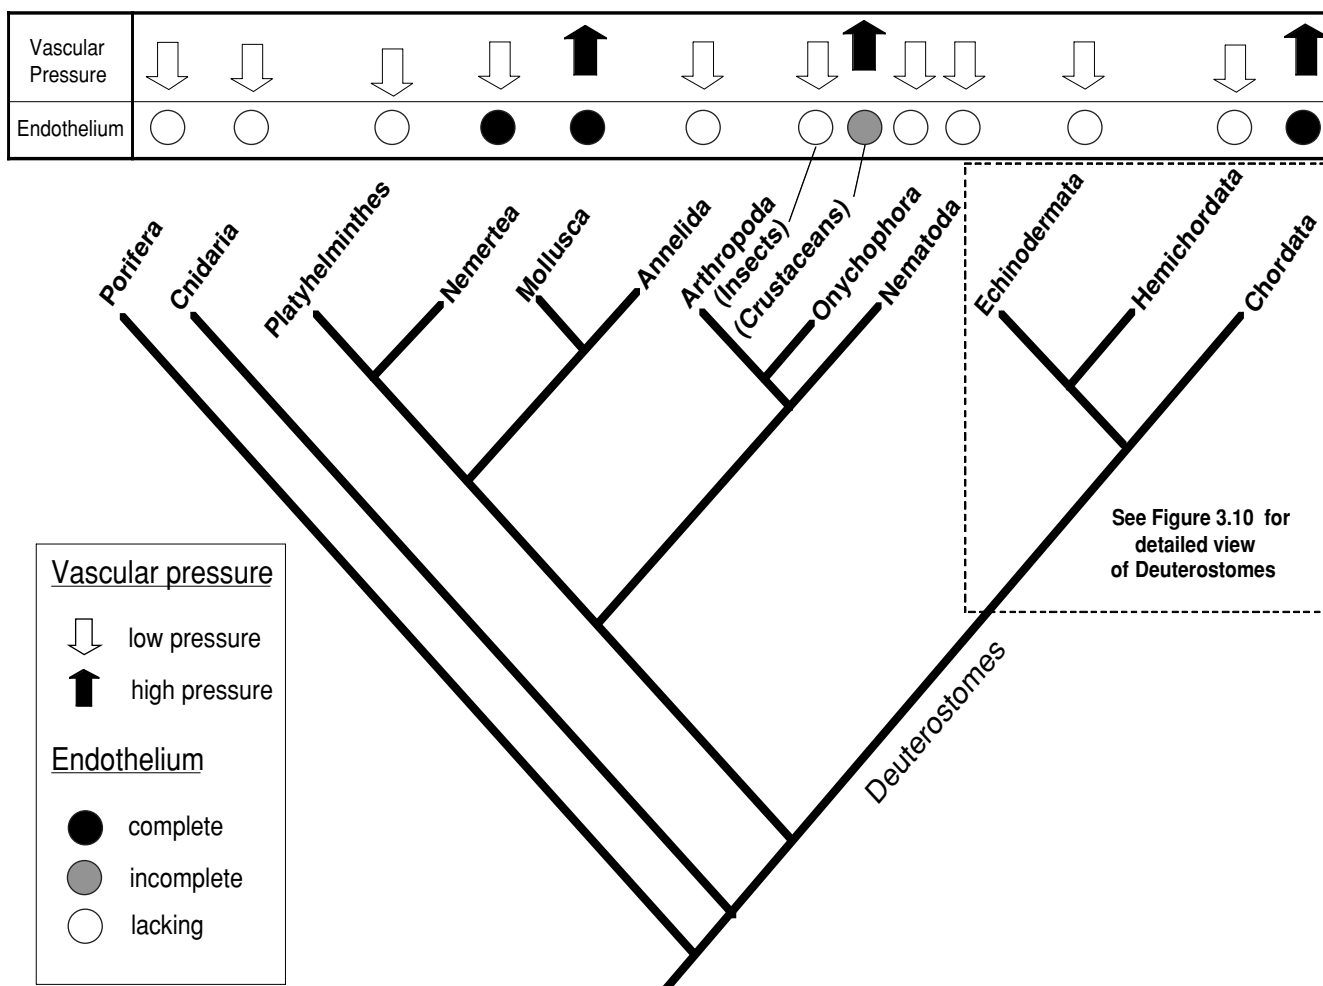 Vascular
Pressure
Endothelium
Porifera
Cnidaria
Platyhelminthes
Nemertea
Mollusca
Annelida
Arthropoda
(Insects)
(Crustaceans)
Onychophora
Nematoda
Echinodermata
Hemichordata
Chordata
See Figure 3.10 for
detailed view
of Deuterostomes
Deuterostomes
Vascular pressure
low pressure
high pressure
Endothelium
complete
incomplete
lacking